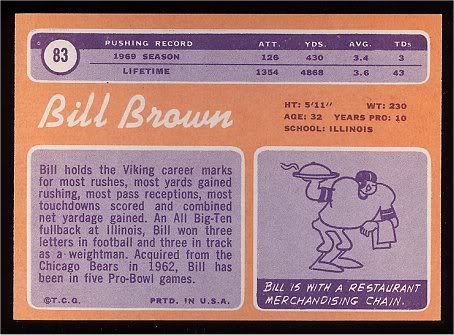 83
PUSHING RECORD ATT. YDS. AVG. TDs
1969 SEASON 126 430 3.4 3
LIFETIME 1354 4868 3.6 43
Bill Brown
HT: 5'11" WT: 230
AGE: 32 YEARS PRO: 10
SCHOOL: ILLINOIS
Bill holds the Viking career marks
for most rushes, most yards gained
rushing, most pass receptions, most
touchdowns scored and combined
net yardage gained. An All Big-Ten
fullback at Illinois, Bill won three
letters in football and three in track
as a weightman. Acquired from the
Chicago Bears in 1962, Bill has
been in five Pro-Bowl games.
©T.C.G. PRTD. IN U.S.A.
BILL IS WITH A RESTAURANT
MERCHANDISING CHAIN.